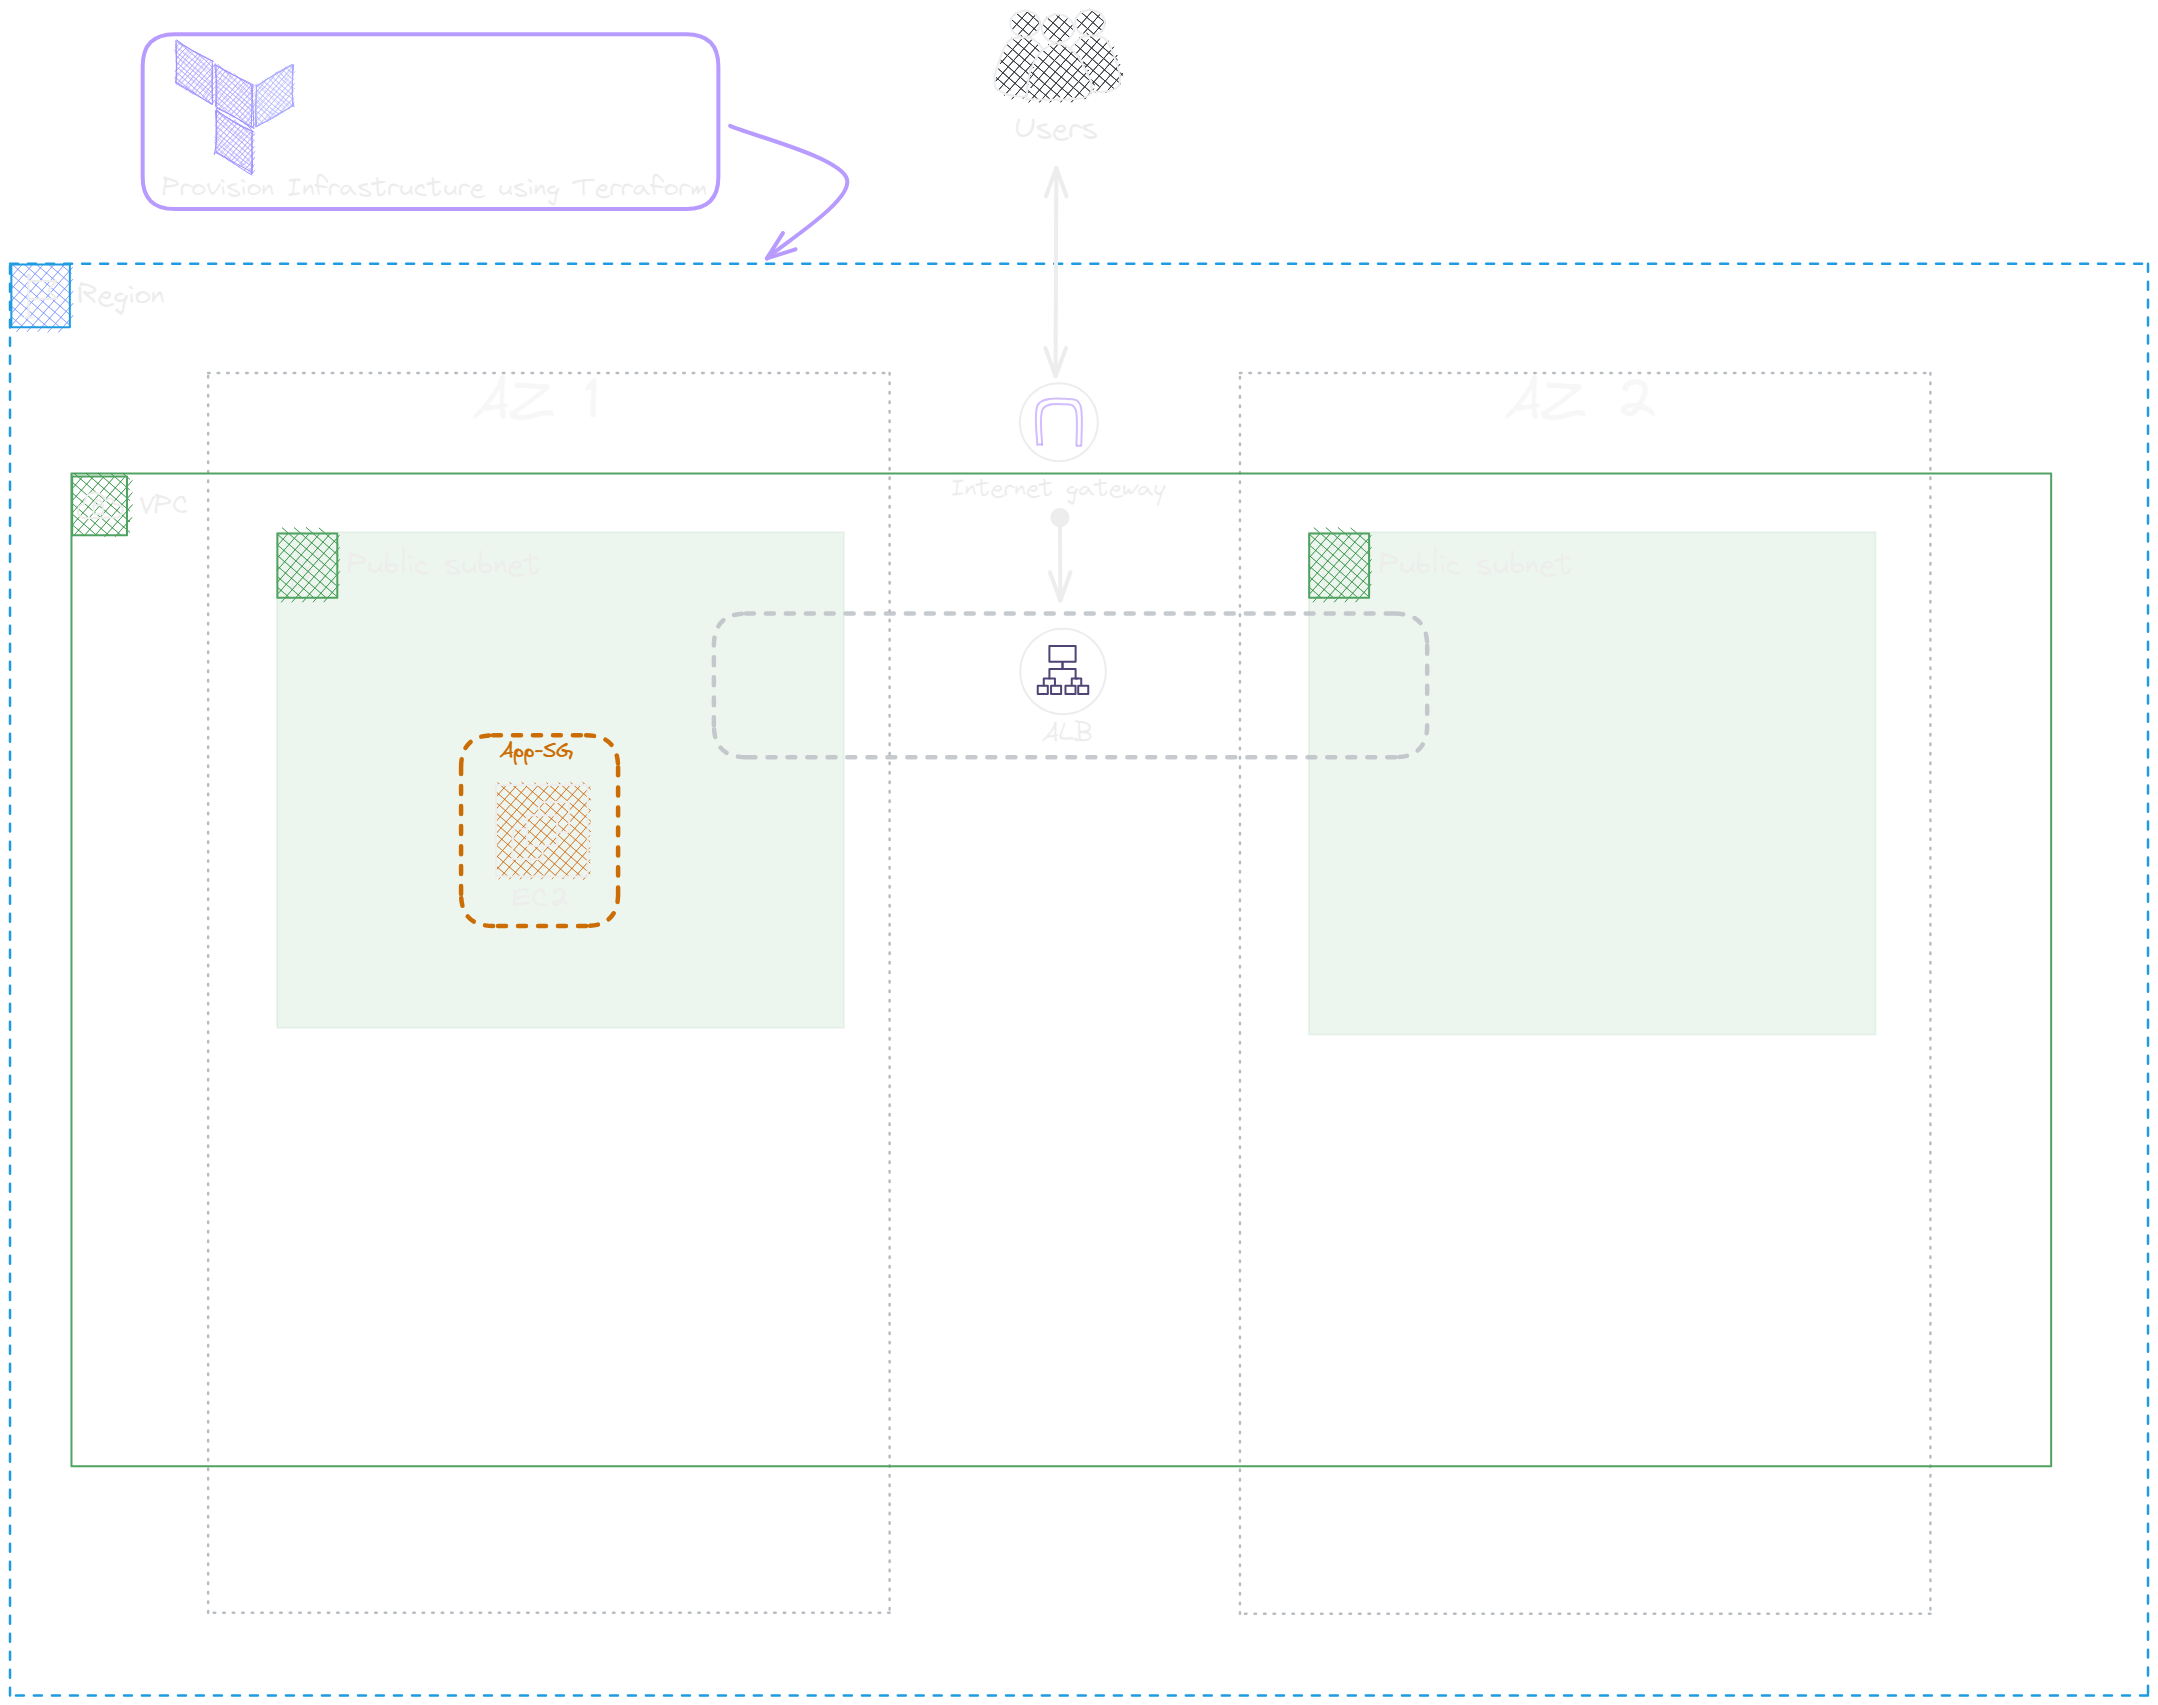 Users
Provision Infrastructure using Terraform
Region
AZ 1
AZ 2
Internet gateway
VPC
Public subnet
Public subnet
ALB
App-SG
EC2